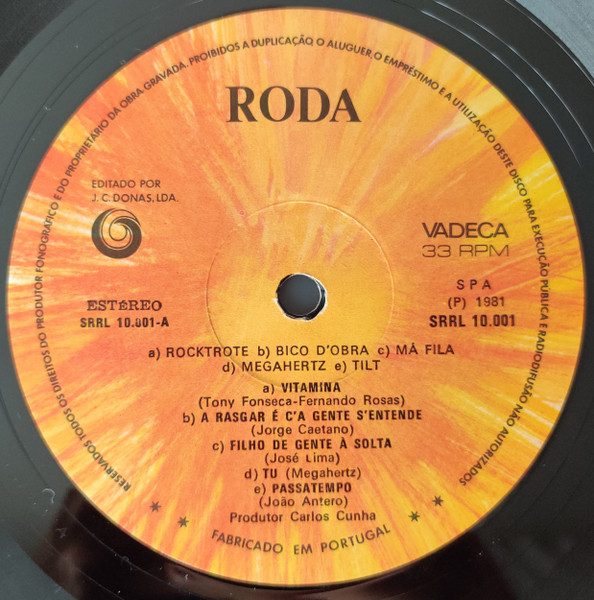 RESERVADOS TODOS OS DIREITOS DO PRODUTOR FONOGRÁFICO E DO PROPRIETÁRIO DA OBRA GRAVADA. PROIBIDOS A DUPLICAÇÃO O ALUGUER, O EMPRÉSTIMO E A UTILIZAÇÃO DESTE DISCO PARA EXECUÇÃO PÚBLICA E RADIODIFUSÃO NÃO AUTORIZADOS
RODA
EDITADO POR
J. C. DONAS, LDA.
VADECA
33 RPM
ESTÉREO
SRRL 10.001-A
S P A
(P) 1981
SRRL 10.001
a) ROCKTROTE b) BICO D'OBRA c) MÁ FILA
d) MEGAHERTZ e) TILT
a) VITAMINA
(Tony Fonseca-Fernando Rosas)
b) A RASGAR É C'A GENTE S'ENTENDE
(Jorge Caetano)
c) FILHO DE GENTE À SOLTA
(José Lima)
d) TU (Megahertz)
e) PASSATEMPO
(João Antero)
Produtor Carlos Cunha
* * FABRICADO EM PORTUGAL * *